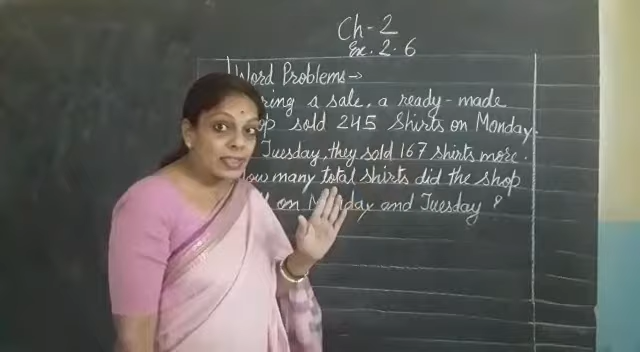 Ch-2
Ex. 2.6
Word Problems→
a sale, a ready-made
sold 245 Shirts on Monday.
Tuesday, they sold 167 shirts more.
many total shirts did the shop
on and Tuesday ?